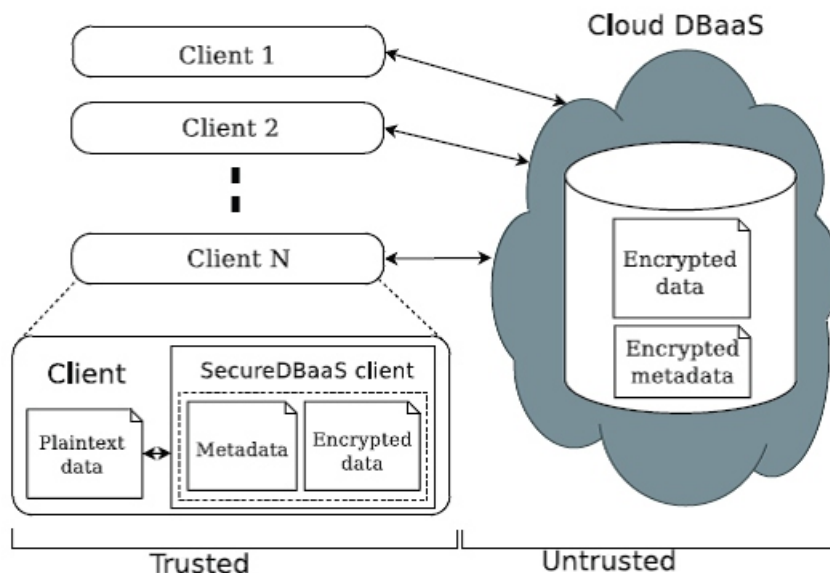 Cloud DBaaS
Client 1
Client 2
Client N
Encrypted
data
Encrypted
metadata
Client
SecureDBaaS client
Plaintext
data
Metadata
Encrypted
data
Trusted
Untrusted